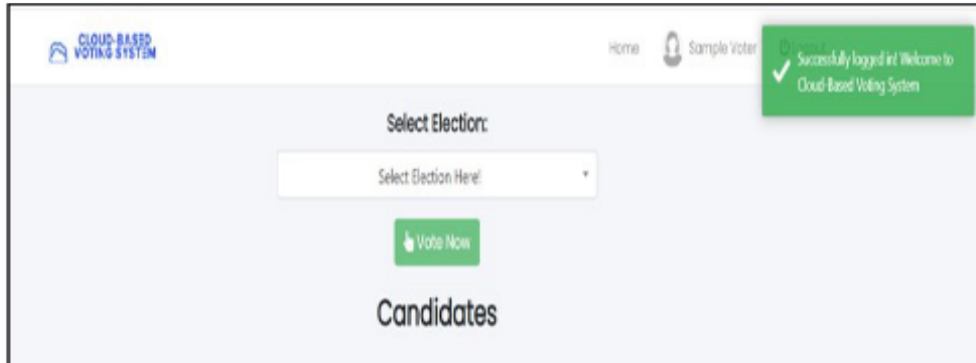 CLOUD-BASED
VOTING SYSTEM
Home
Sample Voter
Successfully logged in! Welcome to
Cloud-Based Voting System
Select Election:
Select Election Here!
Vote Now
Candidates